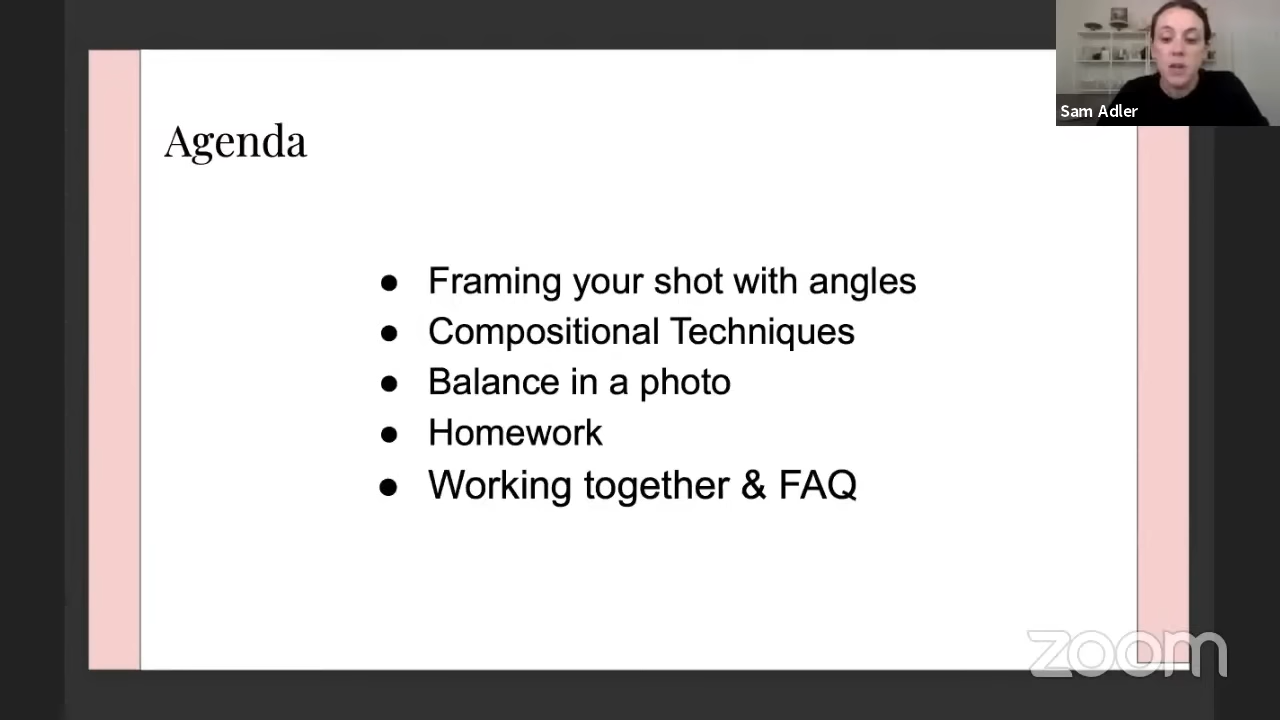 Sam Adler
Agenda
● Framing your shot with angles
● Compositional Techniques
● Balance in a photo
● Homework
● Working together & FAQ
zoom